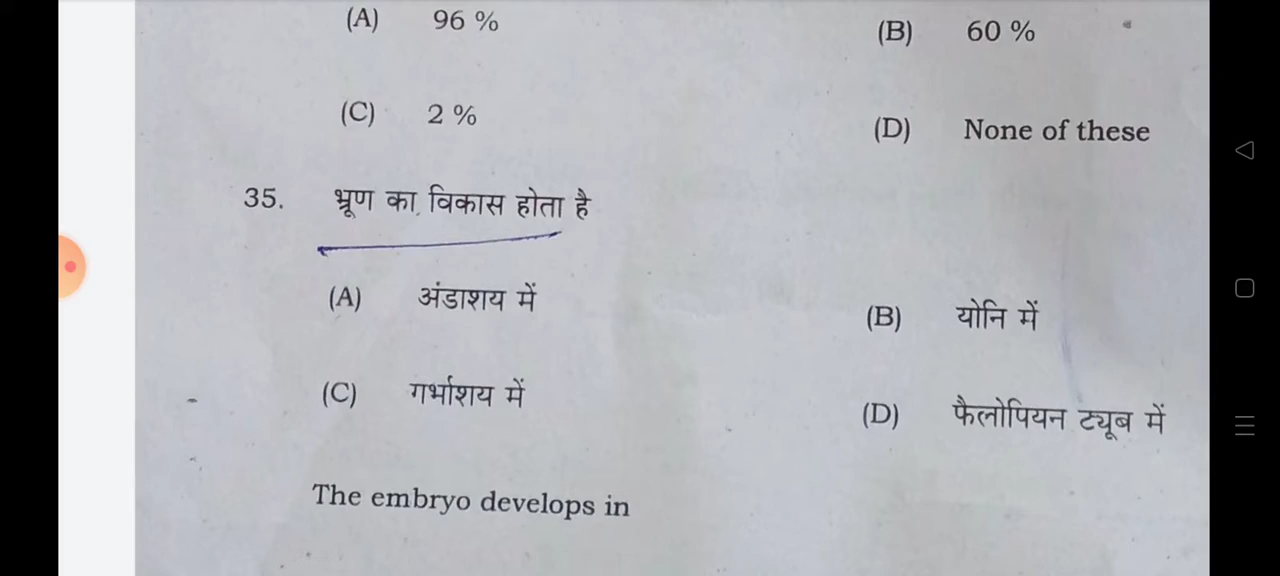 (A) 96 % (B) 60 %
(C) 2 % (D) None of these
35. भ्रूण का विकास होता है
(A) अंडाशय में (B) योनि में
(C) गर्भाशय में (D) फैलोपियन ट्यूब में
The embryo develops in